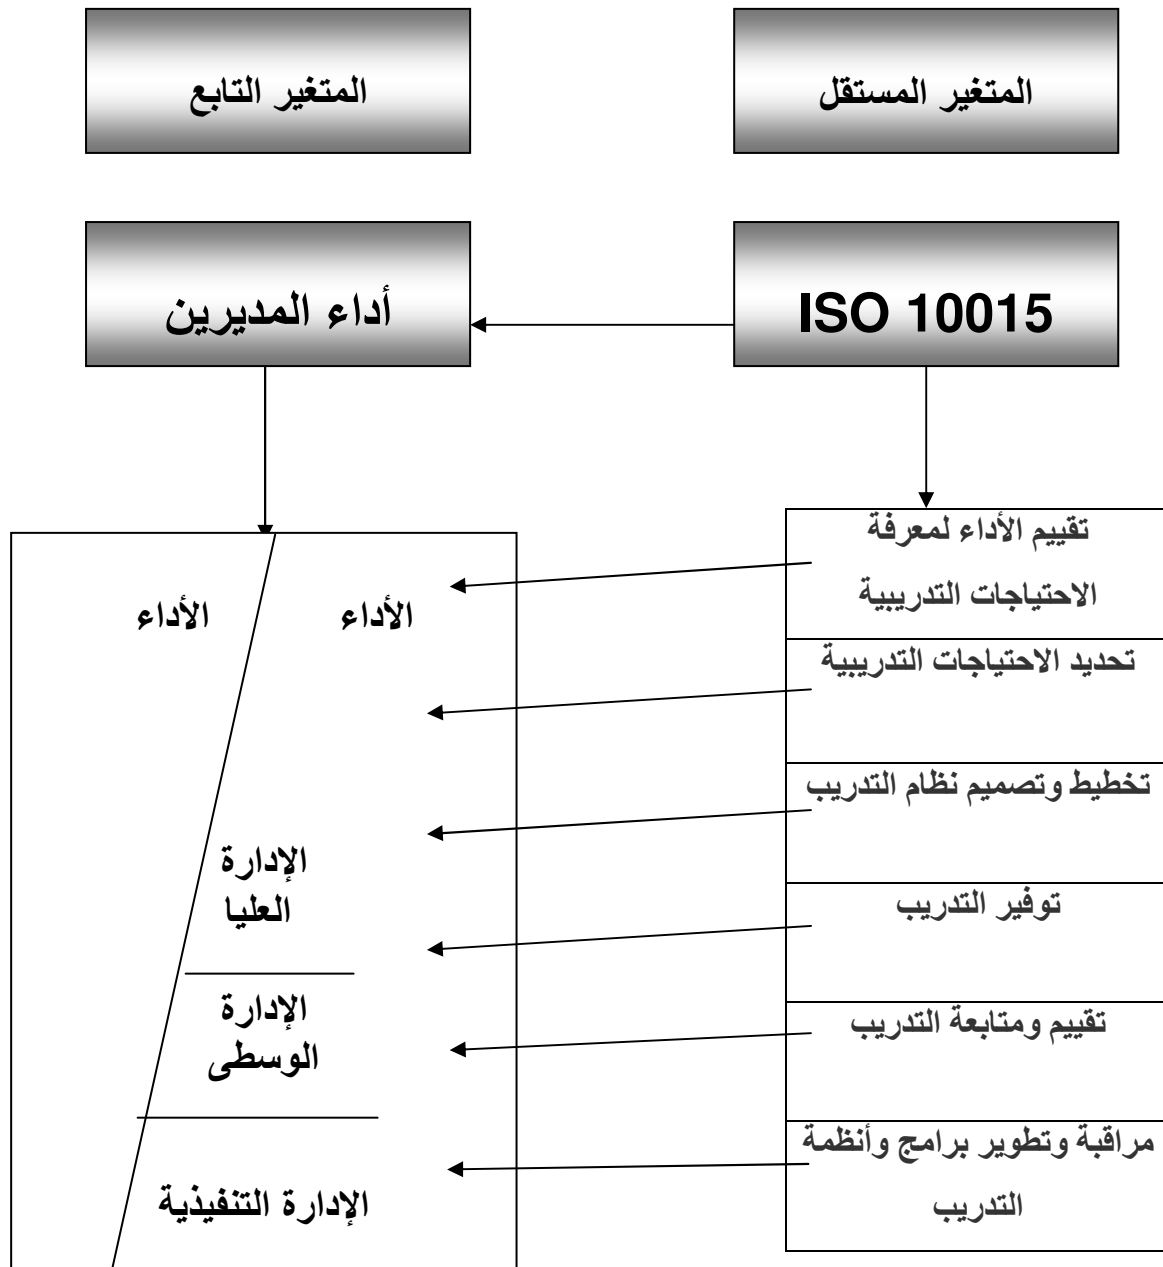 المتغير المستقل
المتغير التابع
ISO 10015
أداء المديرين
تقييم الأداء لمعرفة
الاحتياجات التدريبية
تحديد الاحتياجات التدريبية
تخطيط وتصميم نظام التدريب
توفير التدريب
تقييم ومتابعة التدريب
مراقبة وتطوير برامج وأنظمة
التدريب
الأداء
الأداء
الإدارة
العليا
الإدارة
الوسطى
الإدارة التنفيذية